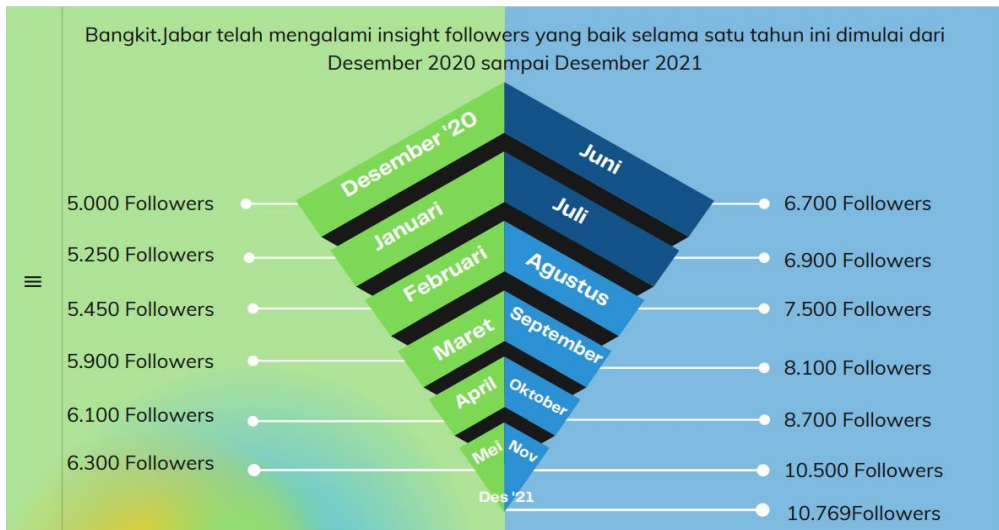 Bangkit.Jabar telah mengalami insight followers yang baik selama satu tahun ini dimulai dari
Desember 2020 sampai Desember 2021
Desember '20
5.000 Followers
Januari
5.250 Followers
Februari
5.450 Followers
Maret
5.900 Followers
April
6.100 Followers
Mei
6.300 Followers
Juni
6.700 Followers
Juli
6.900 Followers
Agustus
7.500 Followers
September
8.100 Followers
Oktober
8.700 Followers
Nov
10.500 Followers
Des '21
10.769Followers